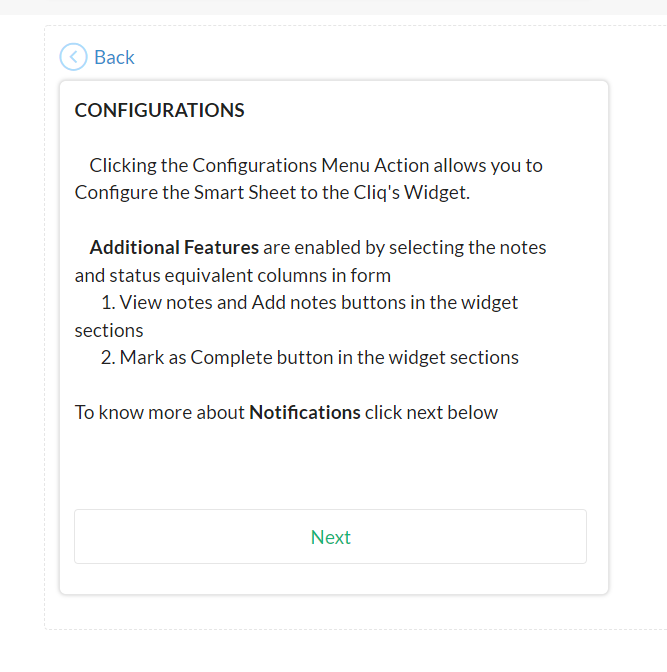 Back
CONFIGURATIONS
Clicking the Configurations Menu Action allows you to
Configure the Smart Sheet to the Cliq's Widget.
Additional Features are enabled by selecting the notes
and status equivalent columns in form
1. View notes and Add notes buttons in the widget
sections
2. Mark as Complete button in the widget sections
To know more about Notifications click next below
Next